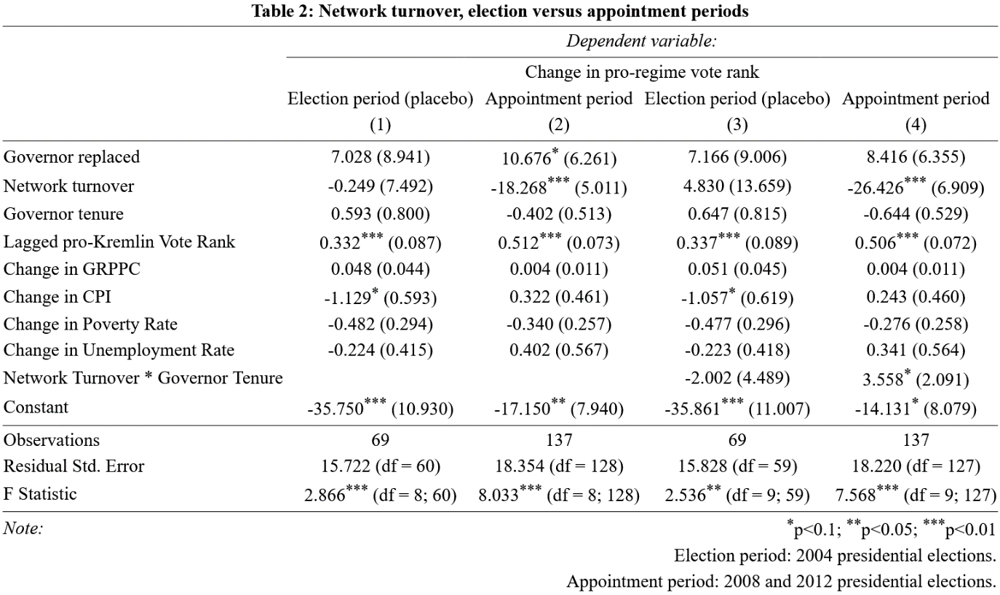 Table 2: Network turnover, election versus appointment periods
Dependent variable:
Change in pro-regime vote rank
Election period (placebo) Appointment period Election period (placebo) Appointment period
(1) (2) (3) (4)
Governor replaced 7.028 (8.941) 10.676* (6.261) 7.166 (9.006) 8.416 (6.355)
Network turnover -0.249 (7.492) -18.268*** (5.011) 4.830 (13.659) -26.426*** (6.909)
Governor tenure 0.593 (0.800) -0.402 (0.513) 0.647 (0.815) -0.644 (0.529)
Lagged pro-Kremlin Vote Rank 0.332*** (0.087) 0.512*** (0.073) 0.337*** (0.089) 0.506*** (0.072)
Change in GRPPC 0.048 (0.044) 0.004 (0.011) 0.051 (0.045) 0.004 (0.011)
Change in CPI -1.129* (0.593) 0.322 (0.461) -1.057* (0.619) 0.243 (0.460)
Change in Poverty Rate -0.482 (0.294) -0.340 (0.257) -0.477 (0.296) -0.276 (0.258)
Change in Unemployment Rate -0.224 (0.415) 0.402 (0.567) -0.223 (0.418) 0.341 (0.564)
Network Turnover * Governor Tenure -2.002 (4.489) 3.558* (2.091)
Constant -35.750*** (10.930) -17.150** (7.940) -35.861*** (11.007) -14.131* (8.079)
Observations 69 137 69 137
Residual Std. Error 15.722 (df = 60) 18.354 (df = 128) 15.828 (df = 59) 18.220 (df = 127)
F Statistic 2.866*** (df = 8; 60) 8.033*** (df = 8; 128) 2.536** (df = 9; 59) 7.568*** (df = 9; 127)
Note: *p<0.1; **p<0.05; ***p<0.01
Election period: 2004 presidential elections.
Appointment period: 2008 and 2012 presidential elections.